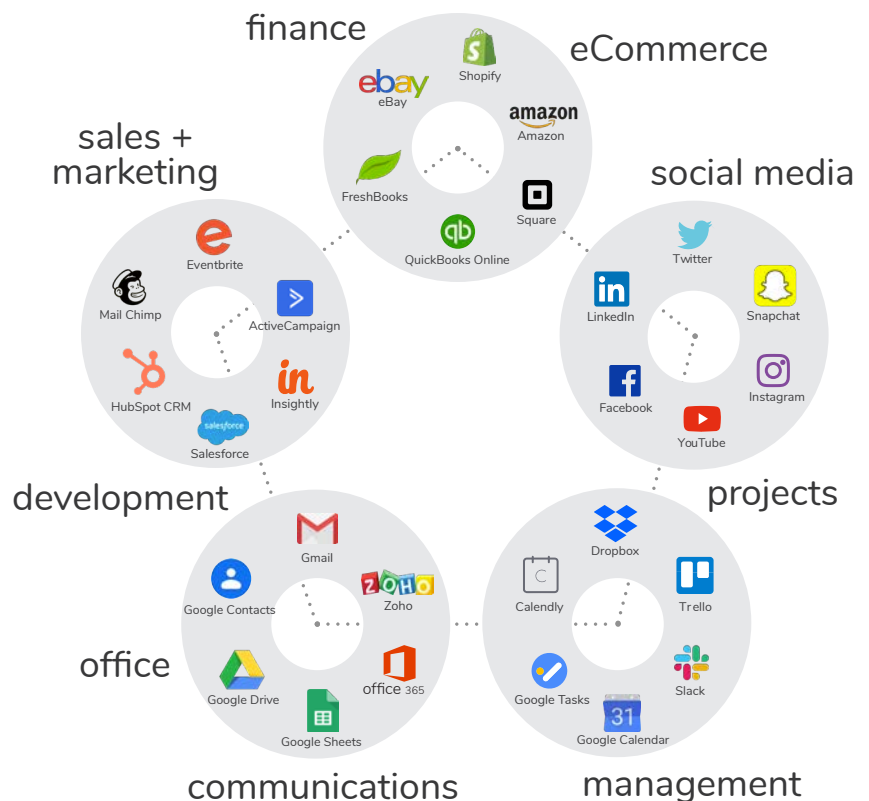 finance
eCommerce
Shopify
ebay
eBay
amazon
Amazon
FreshBooks
Square
qb
QuickBooks Online
sales +
marketing
Eventbrite
Mail Chimp
ActiveCampaign
HubSpot CRM
in
Insightly
salesforce
Salesforce
social media
Twitter
in
LinkedIn
Snapchat
Facebook
Instagram
YouTube
development
projects
Gmail
Google Contacts
ZOHO
Zoho
Google Drive
office 365
Google Sheets
Dropbox
C
Calendly
Trello
Google Tasks
Slack
31
Google Calendar
office
communications
management